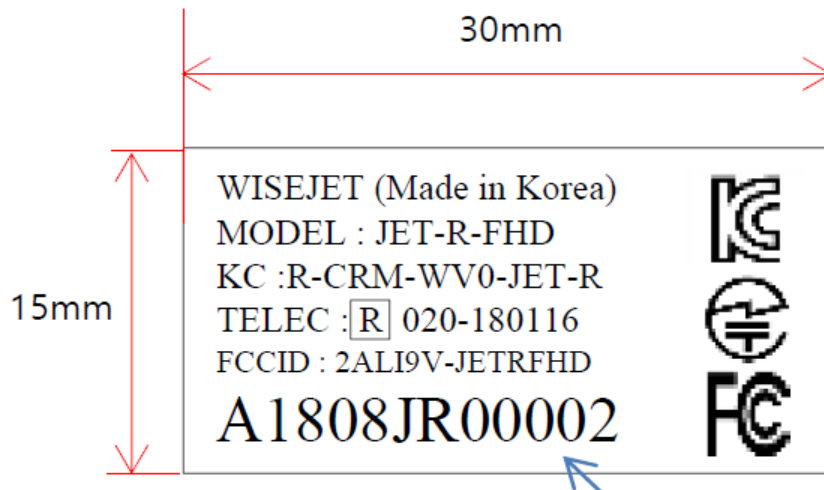 30mm
15mm
WISEJET (Made in Korea)
MODEL : JET-R-FHD
KC :R-CRM-WV0-JET-R
TELEC : R 020-180116
FCCID : 2ALI9V-JETRFHD
A1808JR00002
KC
FC